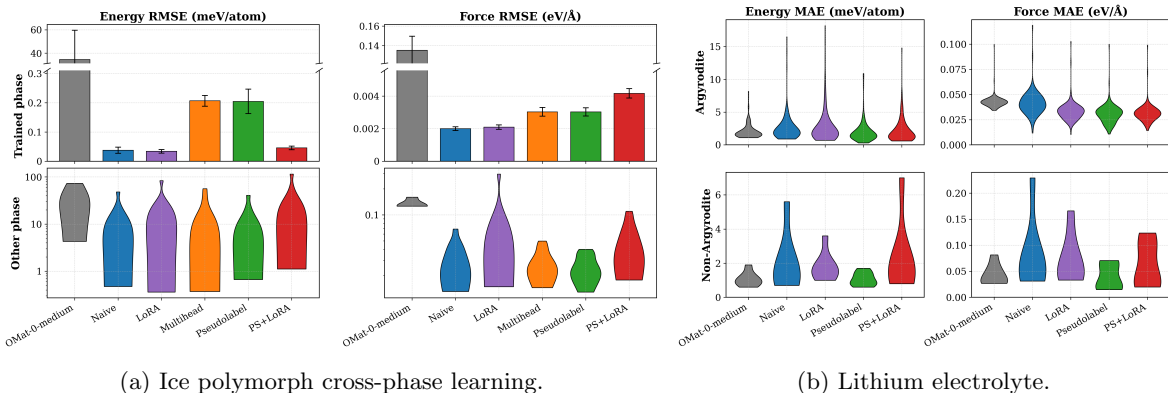 Energy RMSE (meV/atom)
Force RMSE (eV/Å)
Energy MAE (meV/atom)
Force MAE (eV/Å)
Trained phase
60
40
0.3
0.2
0.1
0
0.16
0.14
0.004
0.002
0
Argyrodite
15
10
5
0
0.100
0.075
0.050
0.025
0.000
Other phase
100
10
1
0.1
Non-Argyrodite
6
4
2
0
0.20
0.15
0.10
0.05
0.00
OMat-0-medium
Naive
LoRA
Multihead
Pseudolabel
PS+LoRA
OMat-0-medium
Naive
LoRA
Multihead
Pseudolabel
PS+LoRA
OMat-0-medium
Naive
LoRA
Pseudolabel
PS+LoRA
OMat-0-medium
Naive
LoRA
Pseudolabel
PS+LoRA
(a) Ice polymorph cross-phase learning.
(b) Lithium electrolyte.